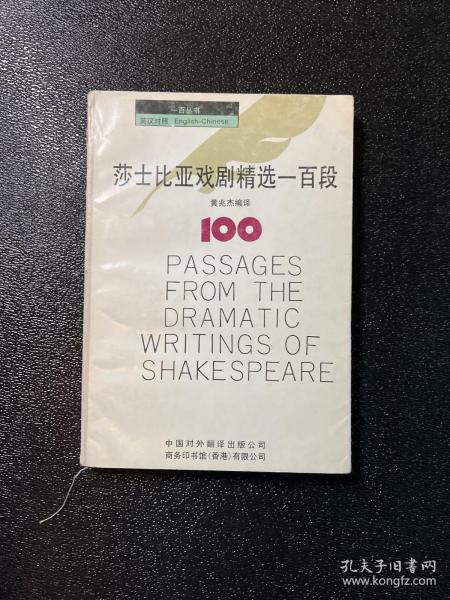 一百丛书
英汉对照 English-Chinese
莎士比亚戏剧精选一百段
黄兆杰编译
100
PASSAGES
FROM THE
DRAMATIC
WRITINGS OF
SHAKESPEARE
中国对外翻译出版公司
商务印书馆(香港)有限公司
孔夫子旧书网
www.kongfz.com